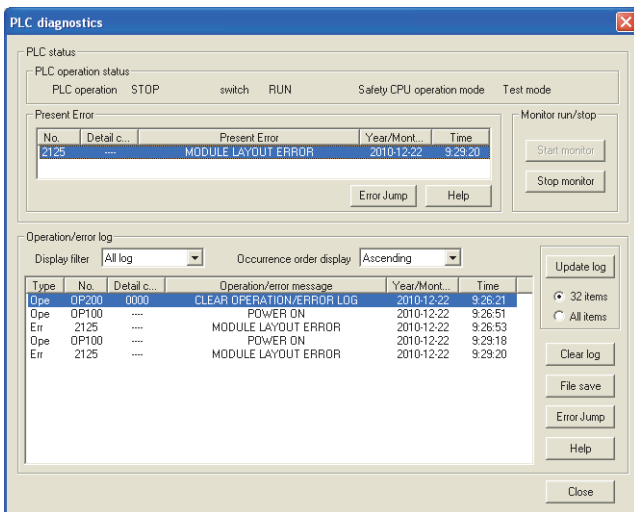 PLC diagnostics
PLC status
PLC operation status
PLC operation STOP switch RUN Safety CPU operation mode Test mode
Present Error Monitor run/stop
No. Detail c... Present Error Year/Mont... Time
2125 ---- MODULE LAYOUT ERROR 2010-12-22 9:29:20
Start monitor
Stop monitor
Error Jump Help
Operation/error log
Display filter All log Occurrence order display Ascending
Update log
Type No. Detail c... Operation/error message Year/Mont... Time
Ope OP200 0000 CLEAR OPERATION/ERROR LOG 2010-12-22 9:26:21
Ope OP100 ---- POWER ON 2010-12-22 9:26:51
Err 2125 ---- MODULE LAYOUT ERROR 2010-12-22 9:26:53
Ope OP100 ---- POWER ON 2010-12-22 9:29:18
Err 2125 ---- MODULE LAYOUT ERROR 2010-12-22 9:29:20
32 items
All items
Clear log
File save
Error Jump
Help
Close